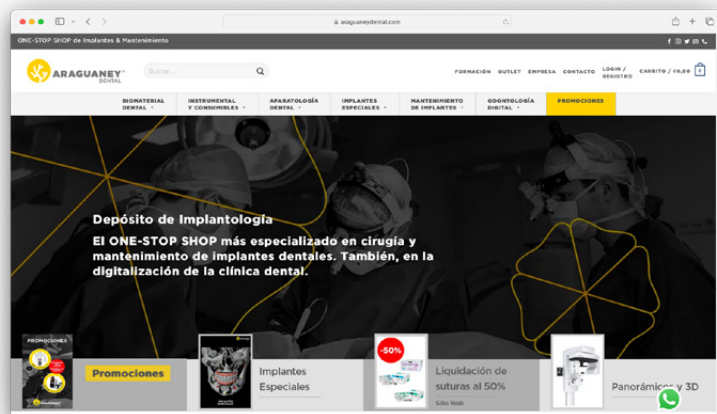 araguaneydental.com
ONE-STOP SHOP de Implantes & Mantenimiento
ARAGUANEY
DENTAL
Buscar...
FORMACIÓN OUTLET EMPRESA CONTACTO LOGIN / REGISTRO CARRITO / €0,00 0
BIOMATERIAL DENTAL
INSTRUMENTAL Y CONSUMIBLES
APARATOLOGÍA DENTAL
IMPLANTES ESPECIALES
MANTENIMIENTO DE IMPLANTES
ODONTOLOGÍA DIGITAL
PROMOCIONES
Depósito de Implantología
El ONE-STOP SHOP más especializado en cirugía y
mantenimiento de implantes dentales. También, en la
digitalización de la clínica dental.
PROMOCIONES
Promociones
Implantes
Especiales
-50%
Liquidación de
suturas al 50%
Sólo Web
Panorámicos y 3D